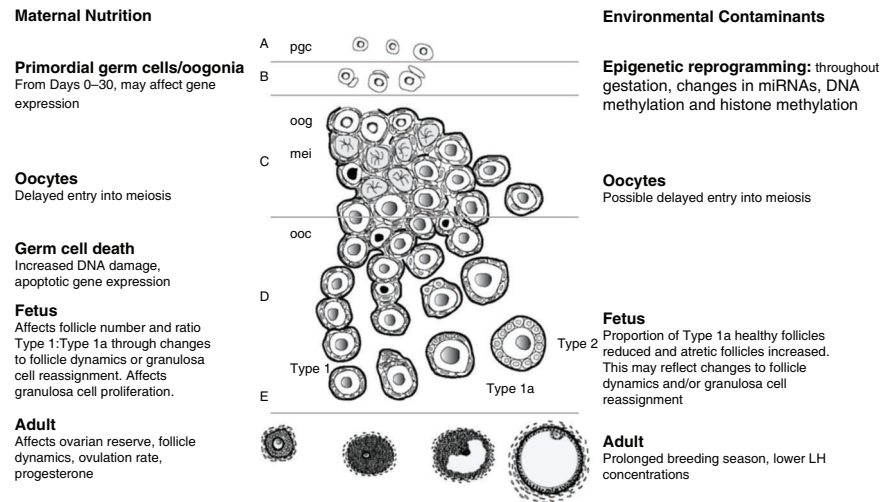 Maternal Nutrition
Primordial germ cells/oogonia
From Days 0–30, may affect gene
expression
Oocytes
Delayed entry into meiosis
Germ cell death
Increased DNA damage,
apoptotic gene expression
Fetus
Affects follicle number and ratio
Type 1:Type 1a through changes
to follicle dynamics or granulosa
cell reassignment. Affects
granulosa cell proliferation.
Adult
Affects ovarian reserve, follicle
dynamics, ovulation rate,
progesterone
A
pgc
B
oog
mei
C
ooc
D
Type 2
Type 1
Type 1a
E
Environmental Contaminants
Epigenetic reprogramming: throughout
gestation, changes in miRNAs, DNA
methylation and histone methylation
Oocytes
Possible delayed entry into meiosis
Fetus
Proportion of Type 1a healthy follicles
reduced and atretic follicles increased.
This may reflect changes to follicle
dynamics and/or granulosa cell
reassignment
Adult
Prolonged breeding season, lower LH
concentrations